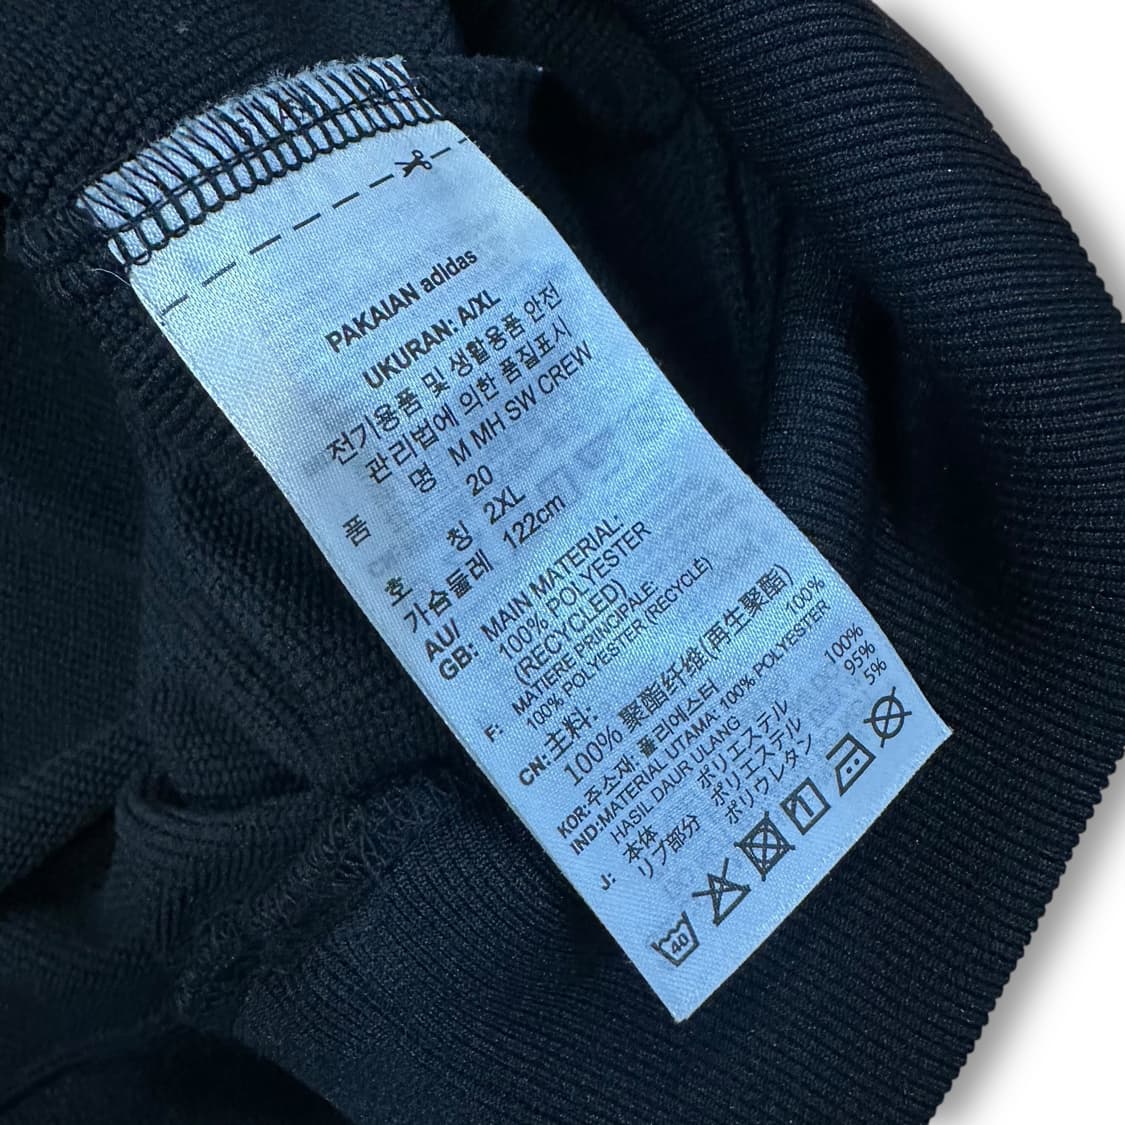 PAKAIAN adidas
UKURAN: A/XL
전기용품 및 생활용품 안전
관리법에 의한 품질표시
품 명 M MH SW CREW
20
호 칭 2XL
가슴둘레 122cm
AU/
GB: MAIN MATERIAL:
100% POLYESTER
(RECYCLED)
F: MATIERE PRINCIPALE:
100% POLYESTER (RECYCLÉ)
CN:主料:
100% 聚酯纤维(再生聚酯)
KOR:주소재: 폴리에스터 100%
IND:MATERIAL UTAMA: 100% POLYESTER
HASIL DAUR ULANG
J: 本体 ポリエステル 100%
リブ部分 ポリエステル 95%
ポリウレタン 5%
40